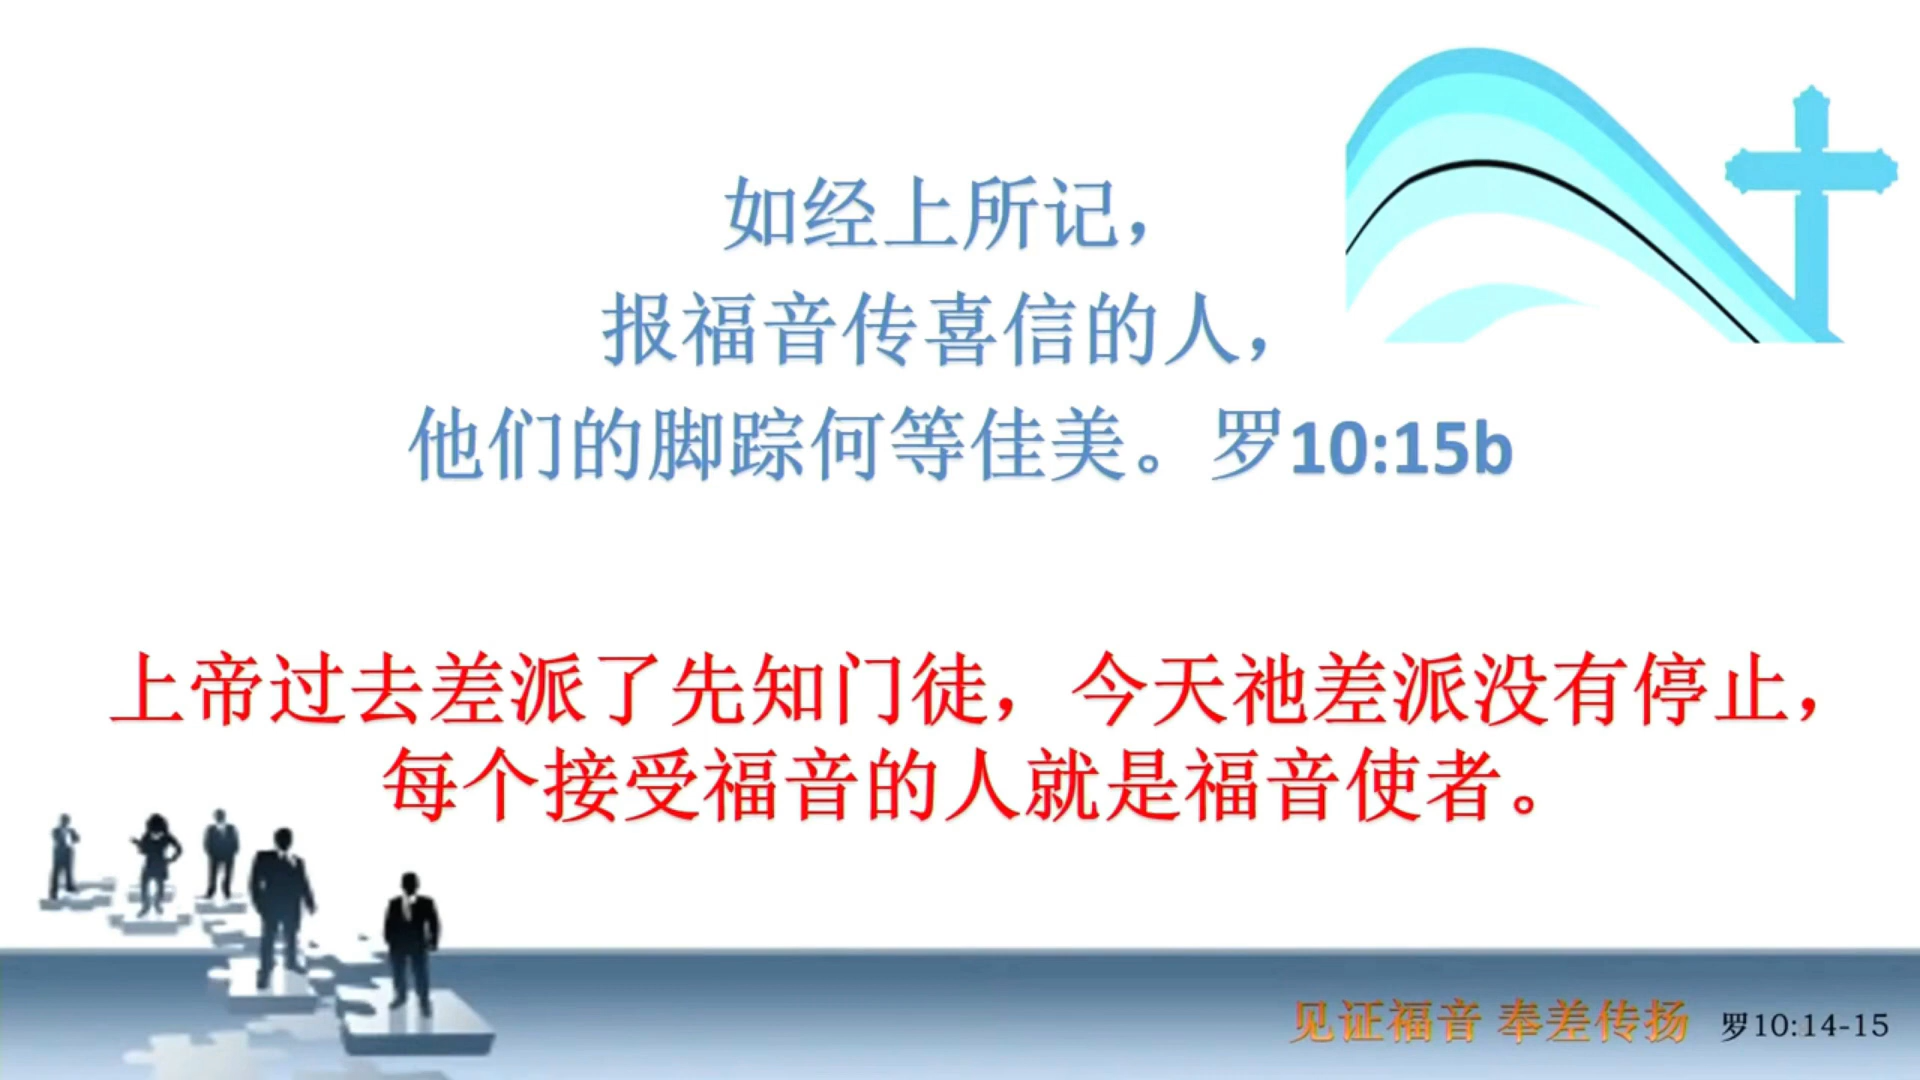 如经上所记，
报福音传喜信的人，
他们的脚踪何等佳美。罗10:15b
上帝过去差派了先知门徒，今天祂差派没有停止，
每个接受福音的人就是福音使者。
见证福音 奉差传扬 罗10:14-15